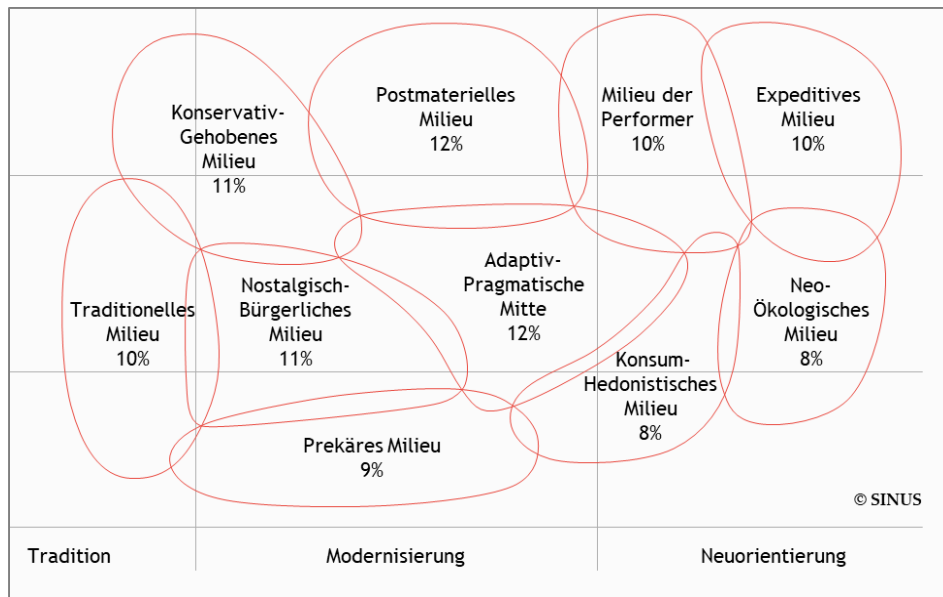 Konservativ-
Gehobenes
Milieu
11%
Postmaterielles
Milieu
12%
Milieu der
Performer
10%
Expeditives
Milieu
10%
Traditionelles
Milieu
10%
Nostalgisch-
Bürgerliches
Milieu
11%
Adaptiv-
Pragmatische
Mitte
12%
Neo-
Ökologisches
Milieu
8%
Konsum-
Hedonistisches
Milieu
8%
Prekäres Milieu
9%
© SINUS
Tradition
Modernisierung
Neuorientierung